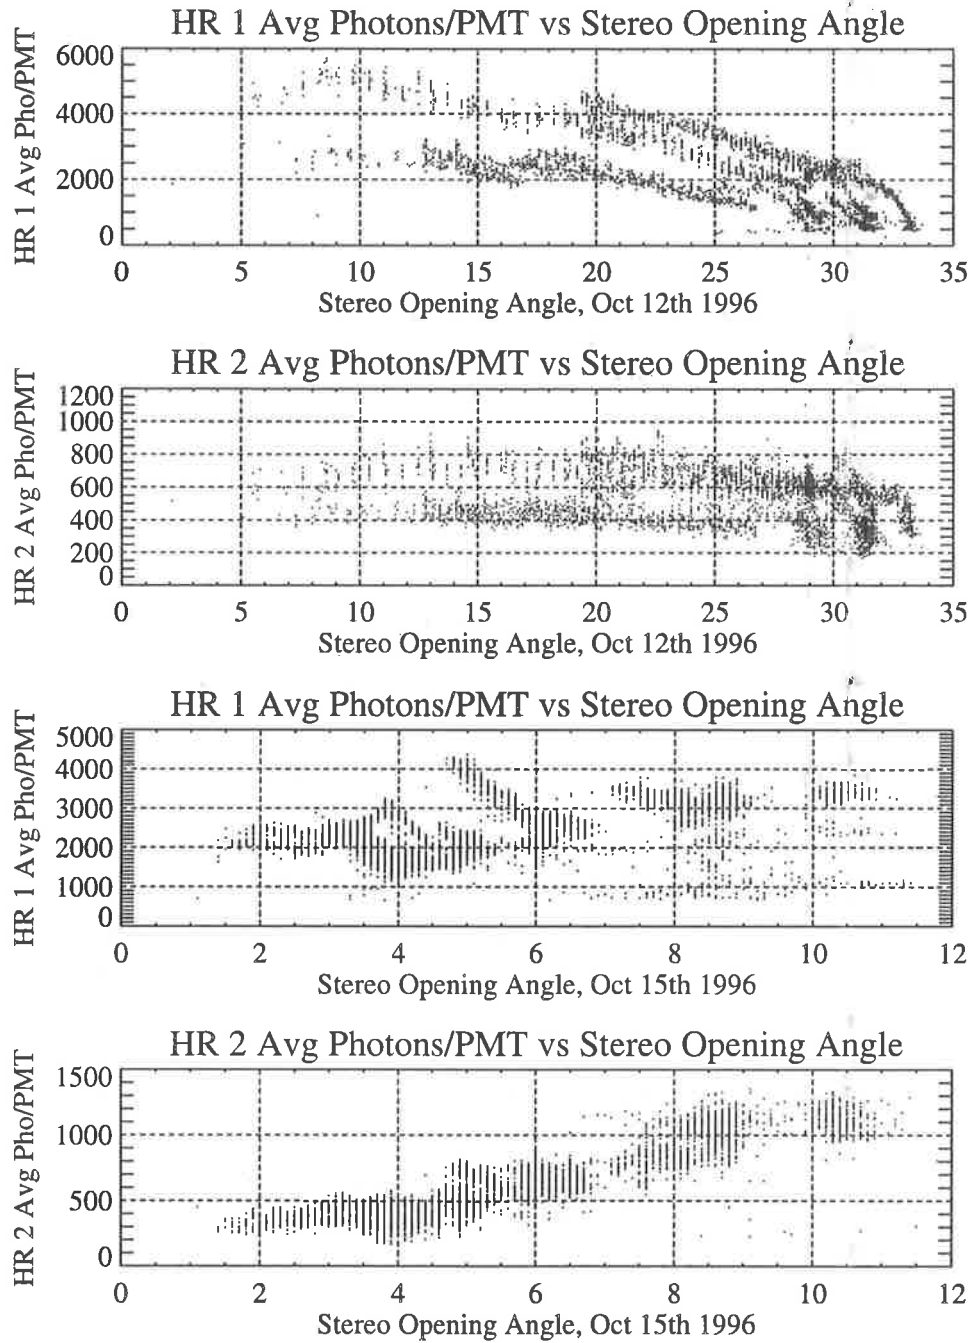 HR 1 Avg Photons/PMT vs Stereo Opening Angle
HR 1 Avg Pho/PMT
6000
4000
2000
0
0 5 10 15 20 25 30 35
Stereo Opening Angle, Oct 12th 1996
HR 2 Avg Photons/PMT vs Stereo Opening Angle
HR 2 Avg Pho/PMT
1200
1000
800
600
400
200
0
0 5 10 15 20 25 30 35
Stereo Opening Angle, Oct 12th 1996
HR 1 Avg Photons/PMT vs Stereo Opening Angle
HR 1 Avg Pho/PMT
5000
4000
3000
2000
1000
0
0 2 4 6 8 10 12
Stereo Opening Angle, Oct 15th 1996
HR 2 Avg Photons/PMT vs Stereo Opening Angle
HR 2 Avg Pho/PMT
1500
1000
500
0
0 2 4 6 8 10 12
Stereo Opening Angle, Oct 15th 1996